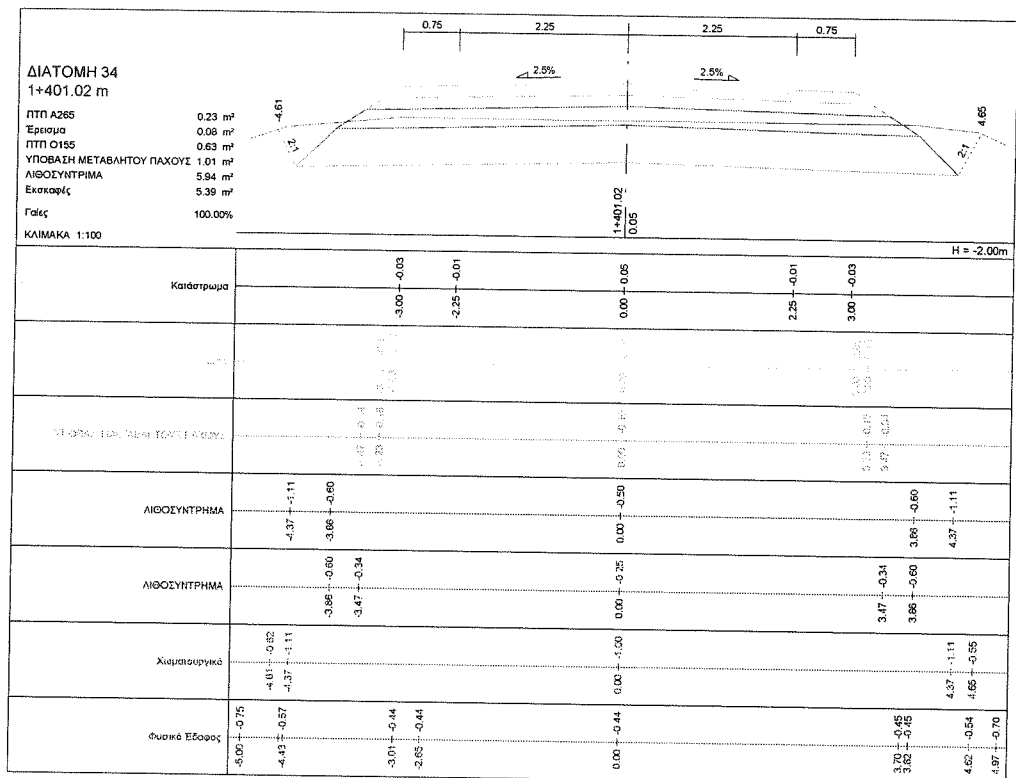 0.75 2.25 2.25 0.75
ΔΙΑΤΟΜΗ 34
1+401.02 m
2.5% 2.5%
-4.61 4.65
2:1 2:1
ΠΤΠ Α265 0.23 m²
Έρεισμα 0.08 m²
ΠΤΠ Ο155 0.63 m²
ΥΠΟΒΑΣΗ ΜΕΤΑΒΛΗΤΟΥ ΠΑΧΟΥΣ 1.01 m²
ΛΙΘΟΣΥΝΤΡΙΜΑ 5.94 m²
Εκσκαφές 5.39 m²
Γαίες 100.00%
ΚΛΙΜΑΚΑ 1:100
1+401.02
0.05
H = -2.00m
Κατάστρωμα
-0.03 -0.01 0.05 -0.01 -0.03
-3.00 -2.25 0.00 2.25 3.00
ΛΙΘΟΣΥΝΤΡΗΜΑ
-1.11 -0.60 -0.50 -0.60 -1.11
-4.37 0.00 3.86 4.37
ΛΙΘΟΣΥΝΤΡΗΜΑ
-0.60 -0.34 -0.25 -0.34 -0.60
-3.86 -3.47 0.00 3.47 3.86
Χωματουργικά
-0.62 -1.11 -1.00 -1.11 -0.55
-4.61 -4.37 0.00 4.37 4.65
Φυσικό Έδαφος
-0.75 -0.57 -0.44 -0.44 -0.44 -0.45 -0.45 -0.54 -0.70
-5.00 -4.43 -3.01 -2.65 0.00 3.70 3.82 4.62 4.97